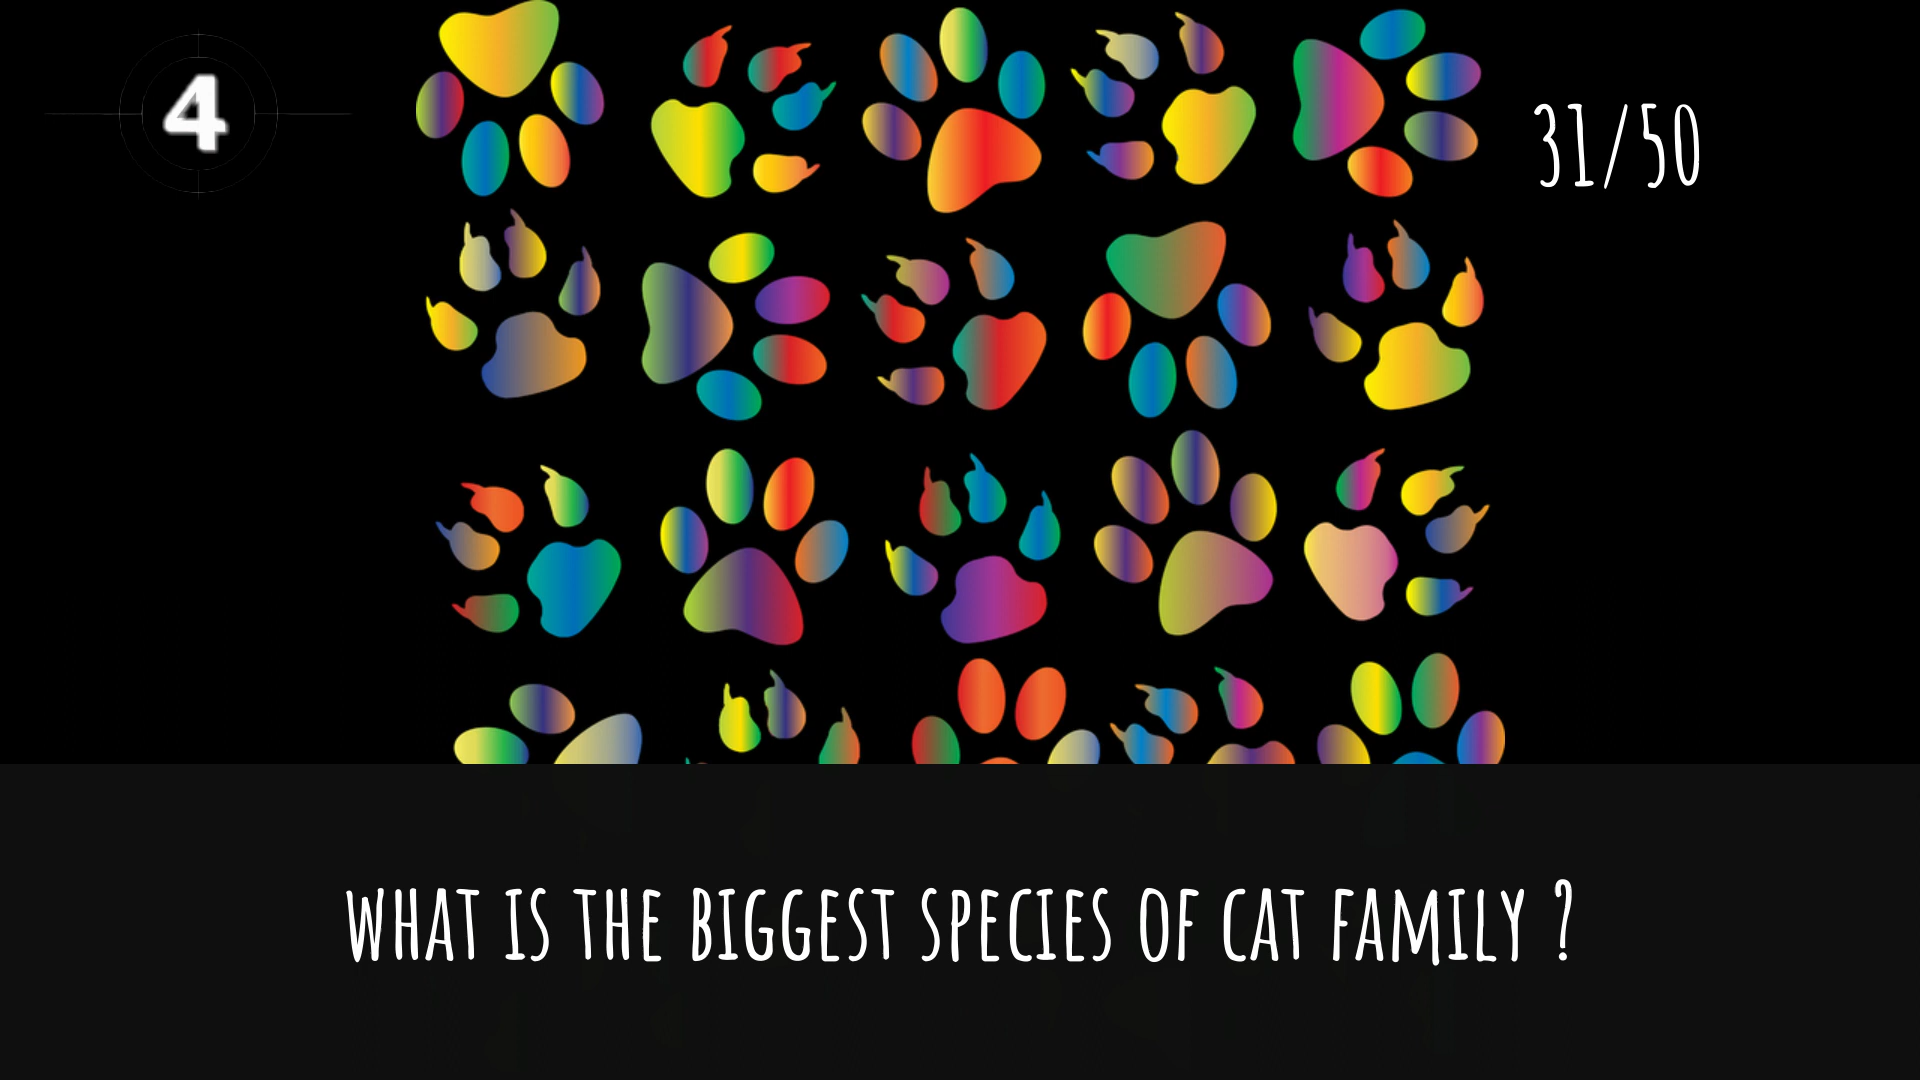 4
31/50
WHAT IS THE BIGGEST SPECIES OF CAT FAMILY ?